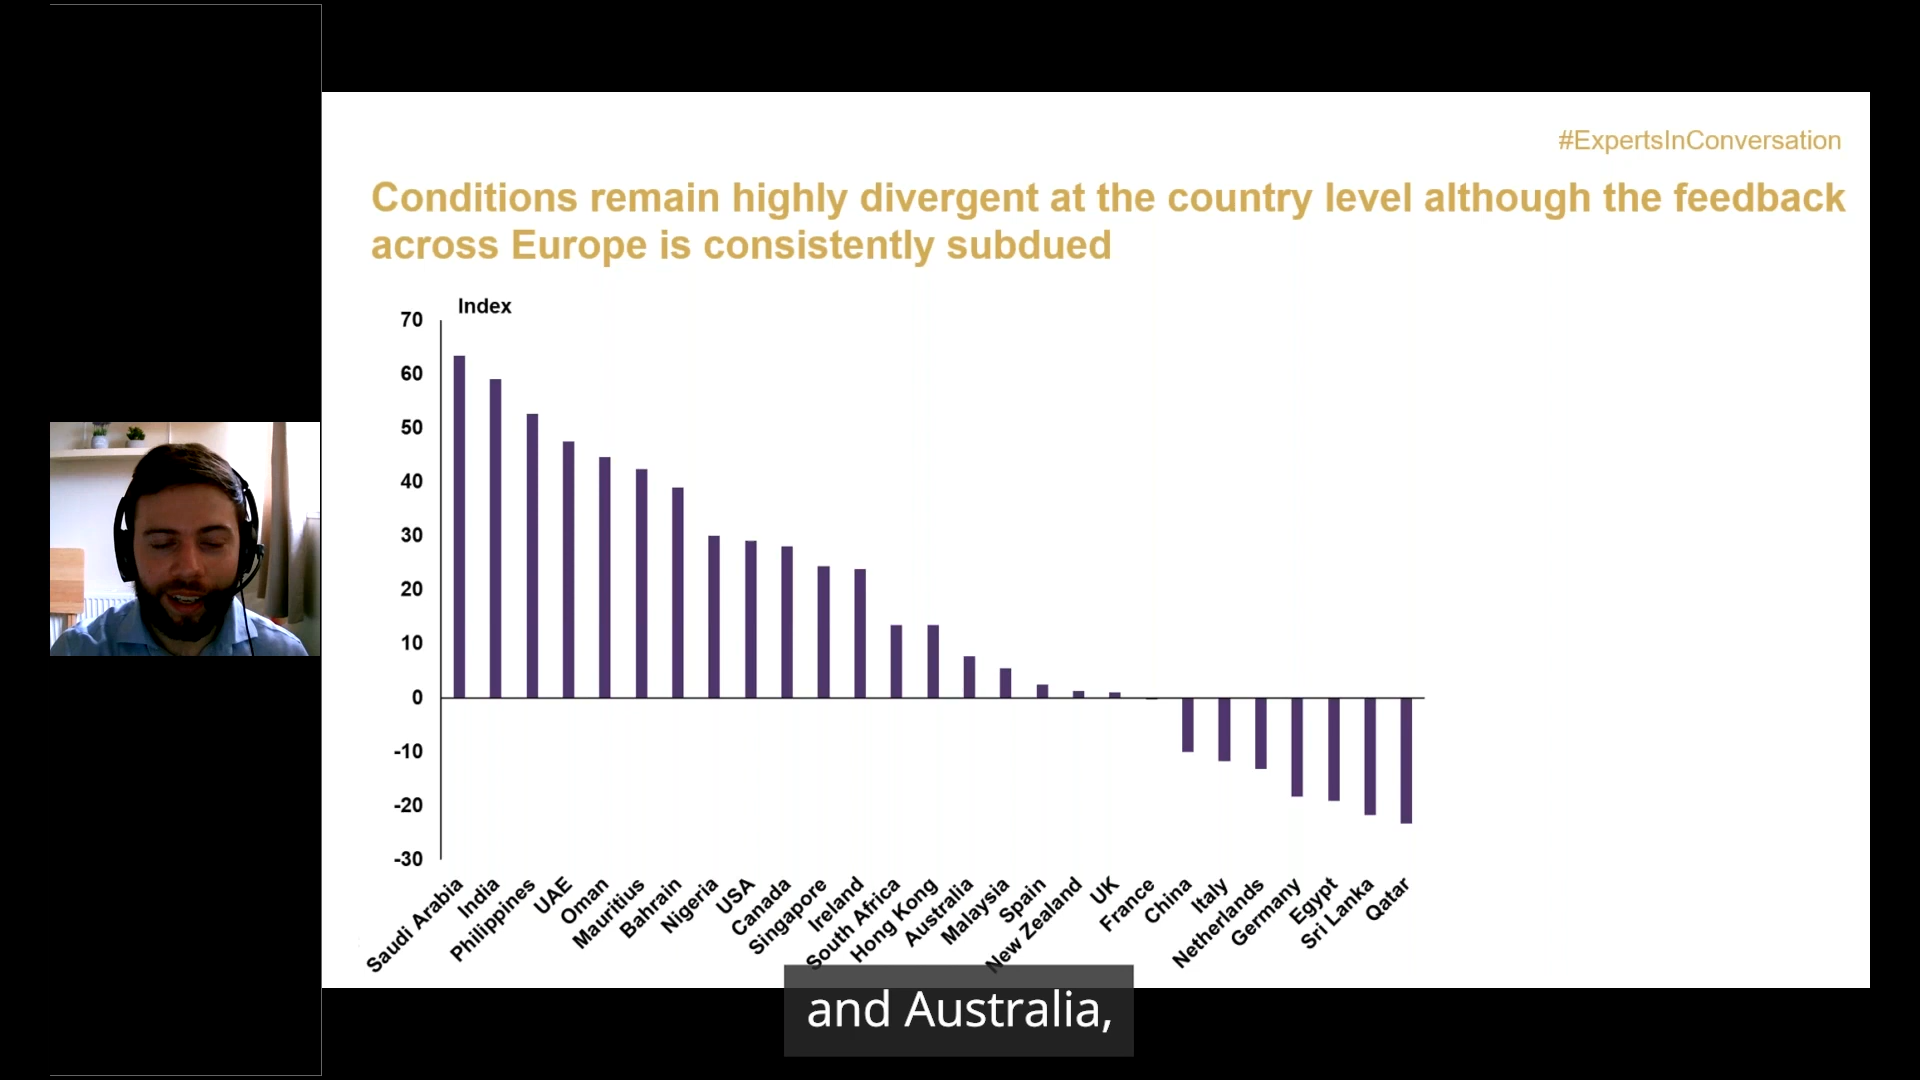 #ExpertsInConversation
Conditions remain highly divergent at the country level although the feedback
across Europe is consistently subdued
Index
70
60
50
40
30
20
10
0
-10
-20
-30
Saudi Arabia
India
Philippines
UAE
Oman
Mauritius
Bahrain
Nigeria
USA
Canada
Singapore
Ireland
South Africa
Hong Kong
Australia
Malaysia
Spain
New Zealand
UK
France
China
Italy
Netherlands
Germany
Egypt
Sri Lanka
Qatar
and Australia,